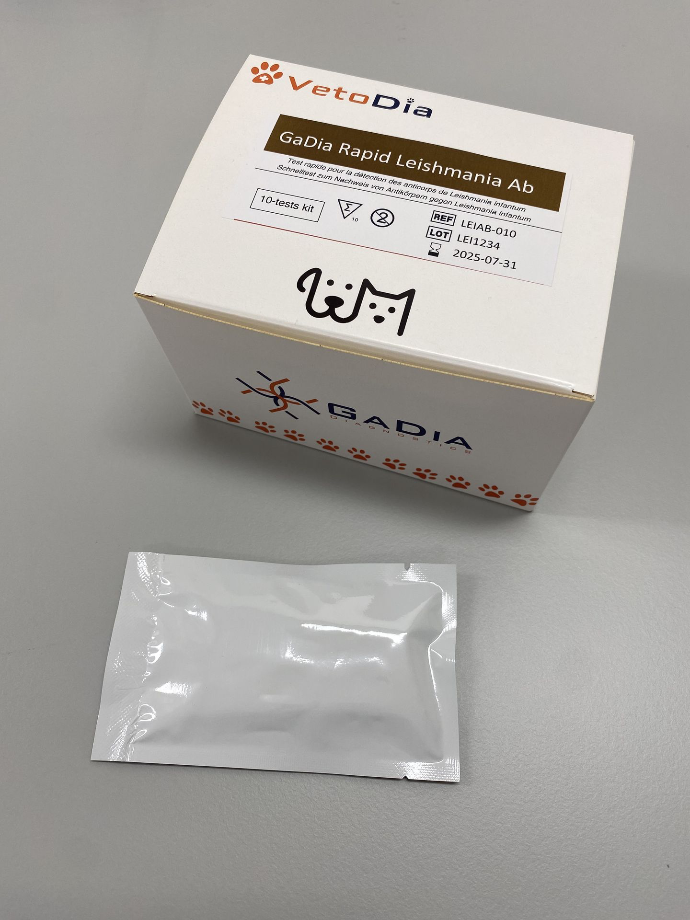 VetoDia
GaDia Rapid Leishmania Ab
Test rapide pour la détection des anticorps de Leishmania infantum
Schnelltest zum Nachweis von Antikörpern gegen Leishmania infantum
10-tests kit
Σ
10
2
REF LEIAB-010
LOT LEI1234
2025-07-31
GADIA
DIAGNOSTICS